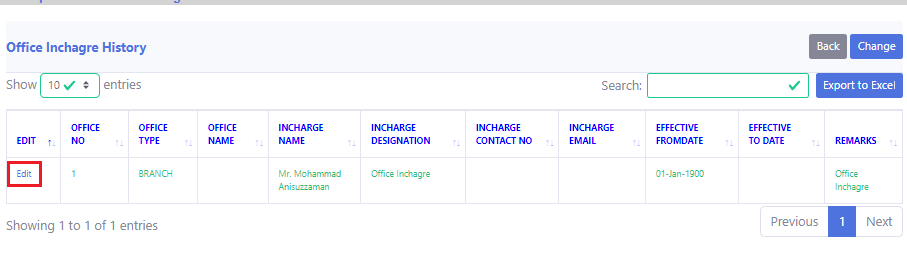 Office Inchagre History
Back Change
Show 10 entries
Search:
Export to Excel
EDIT OFFICE NO OFFICE TYPE OFFICE NAME INCHARGE NAME INCHARGE DESIGNATION INCHARGE CONTACT NO INCHARGE EMAIL EFFECTIVE FROMDATE EFFECTIVE TO DATE REMARKS
Edit 1 BRANCH Mr. Mohammad Anisuzzaman Office Inchagre 01-Jan-1900 Office Inchagre
Showing 1 to 1 of 1 entries
Previous 1 Next